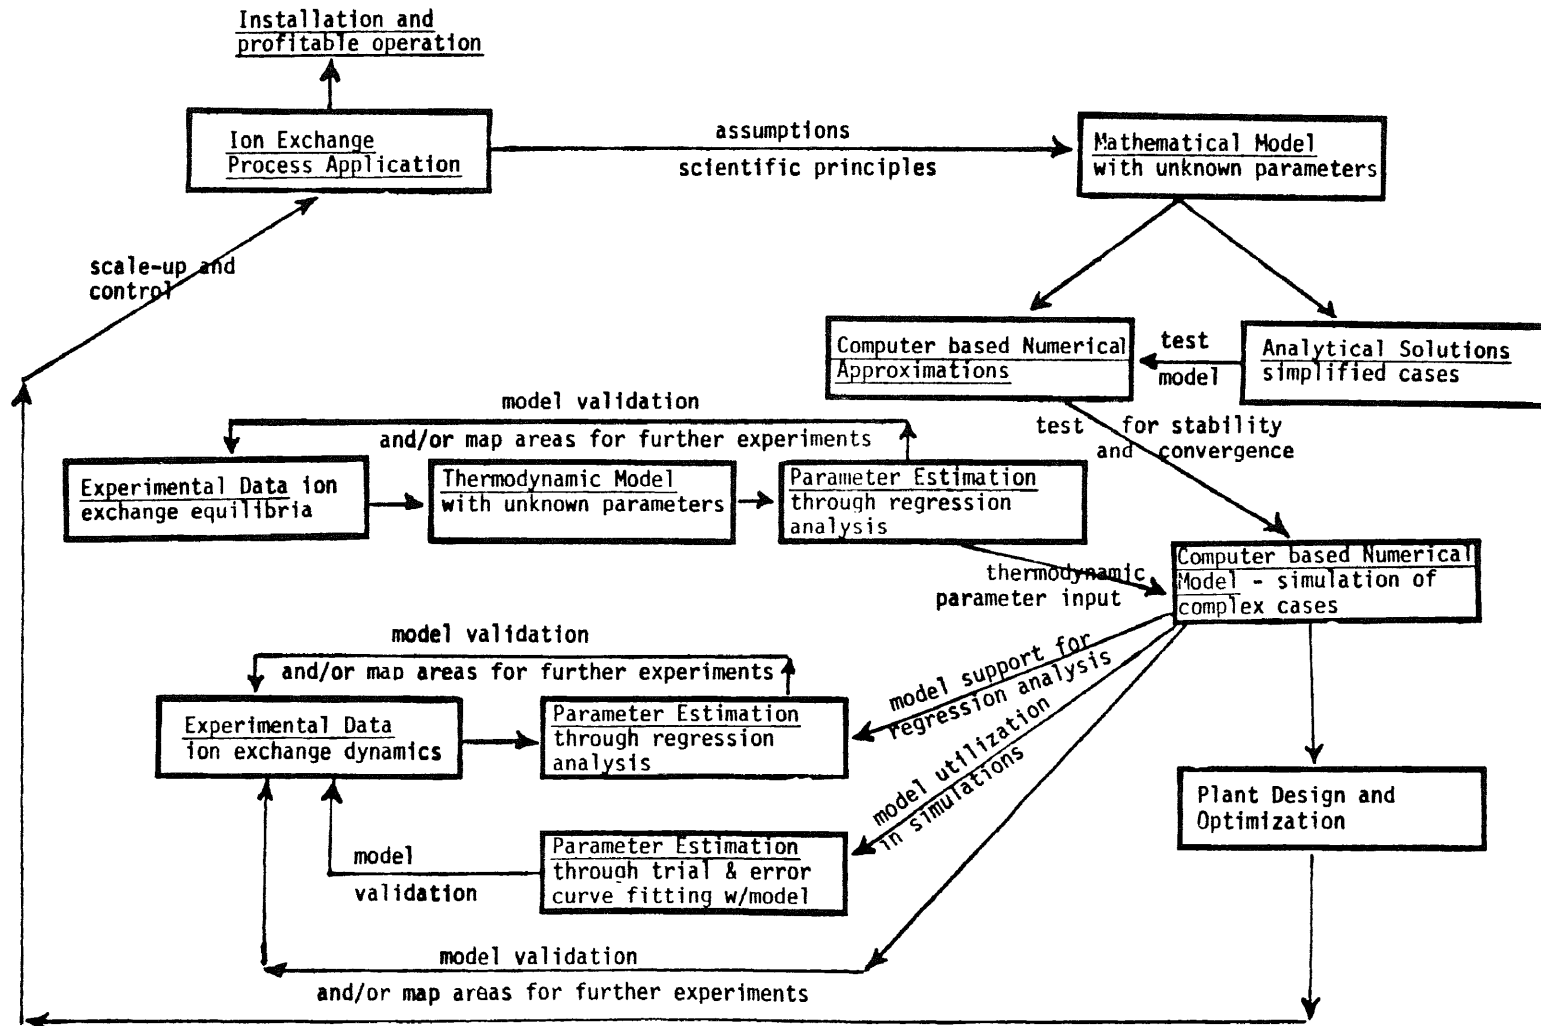 Installation and
profitable operation
Ion Exchange
Process Application
assumptions
scientific principles
Mathematical Model
with unknown parameters
scale-up and
control
Computer based Numerical
Approximations
test
model
Analytical Solutions
simplified cases
model validation
and/or map areas for further experiments
test for stability
and convergence
Experimental Data ion
exchange equilibria
Thermodynamic Model
with unknown parameters
Parameter Estimation
through regression
analysis
thermodynamic
parameter input
Computer based Numerical
Model - simulation of
complex cases
model validation
and/or map areas for further experiments
model support for
regression analysis
Experimental Data
ion exchange dynamics
Parameter Estimation
through regression
analysis
model utilization
in simulations
Plant Design and
Optimization
model
validation
Parameter Estimation
through trial & error
curve fitting w/model
model validation
and/or map areas for further experiments